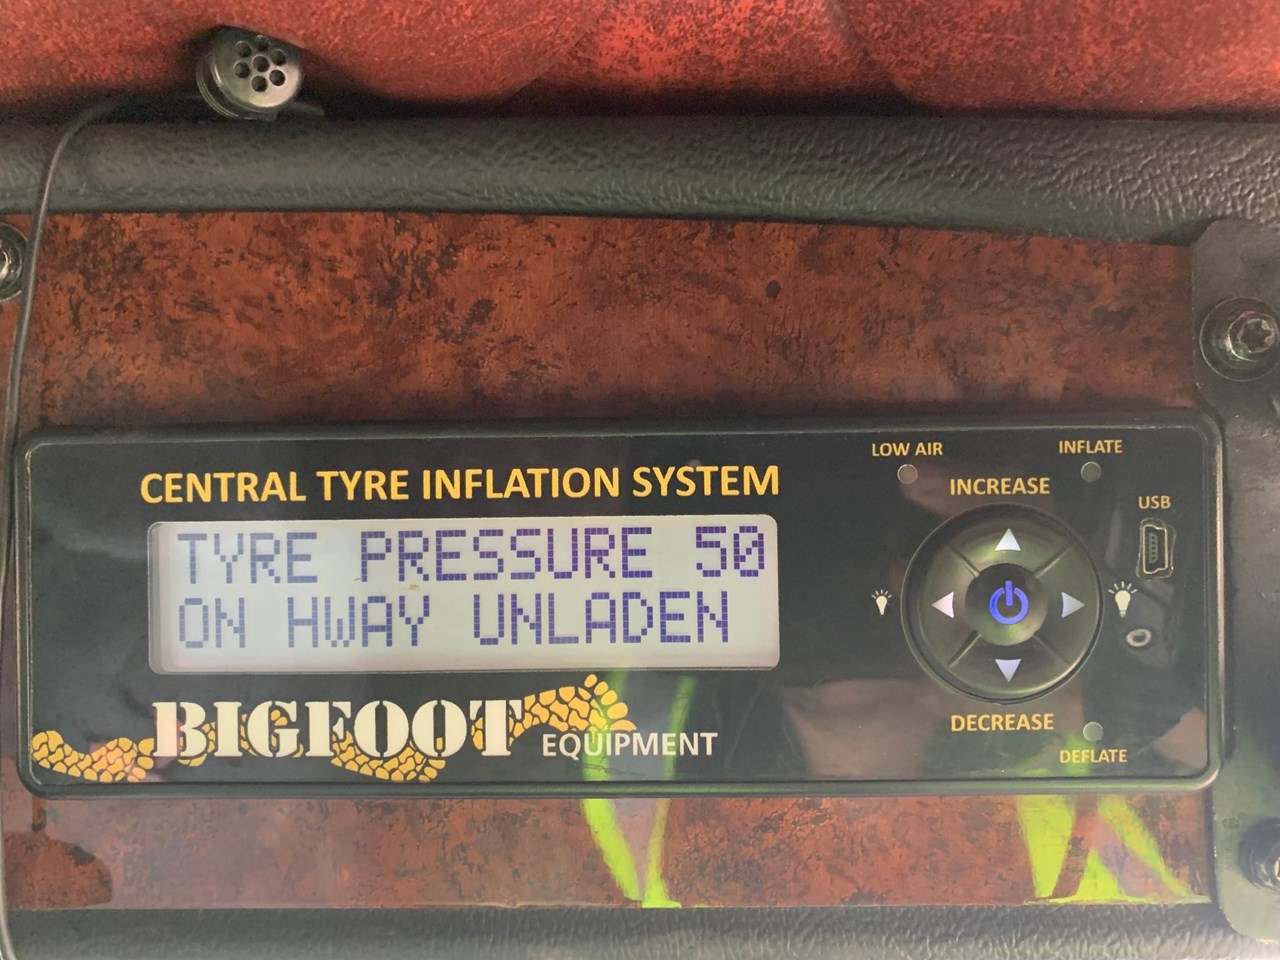 CENTRAL TYRE INFLATION SYSTEM
TYRE PRESSURE 50
ON HWAY UNLADEN
BIGFOOT EQUIPMENT
LOW AIR
INFLATE
INCREASE
USB
DECREASE
DEFLATE